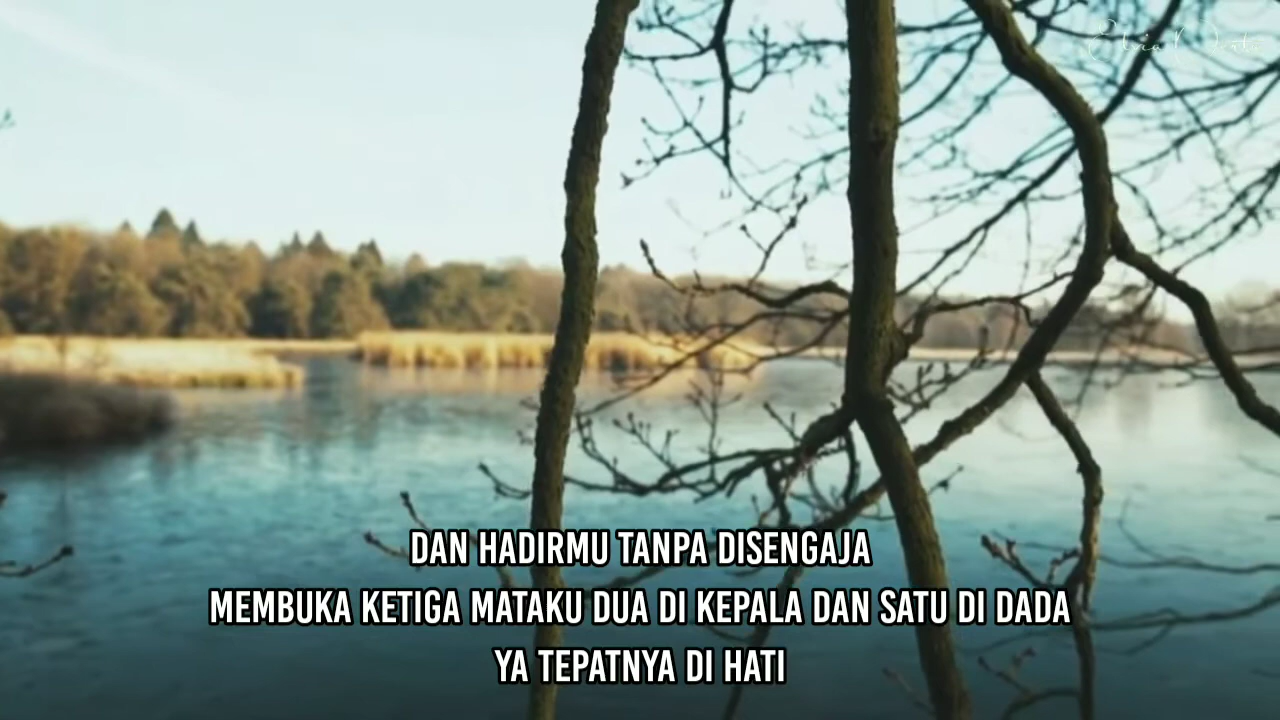 DAN HADIRMU TANPA DISENGAJA
MEMBUKA KETIGA MATAKU DUA DI KEPALA DAN SATU DI DADA
YA TEPATNYA DI HATI